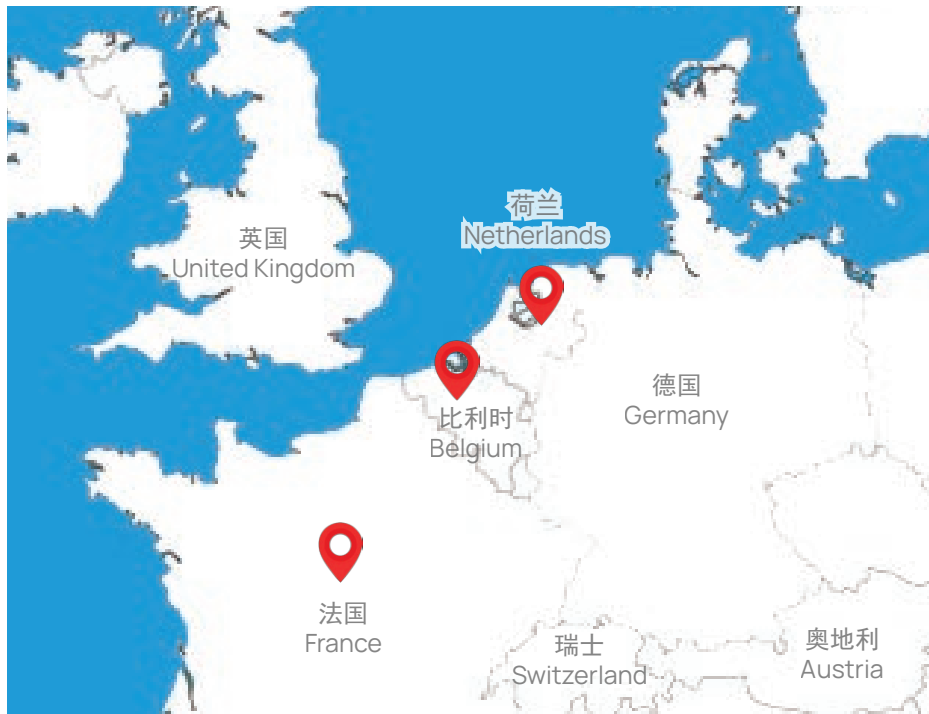 荷兰
Netherlands
英国
United Kingdom
德国
Germany
比利时
Belgium
法国
France
瑞士
Switzerland
奥地利
Austria